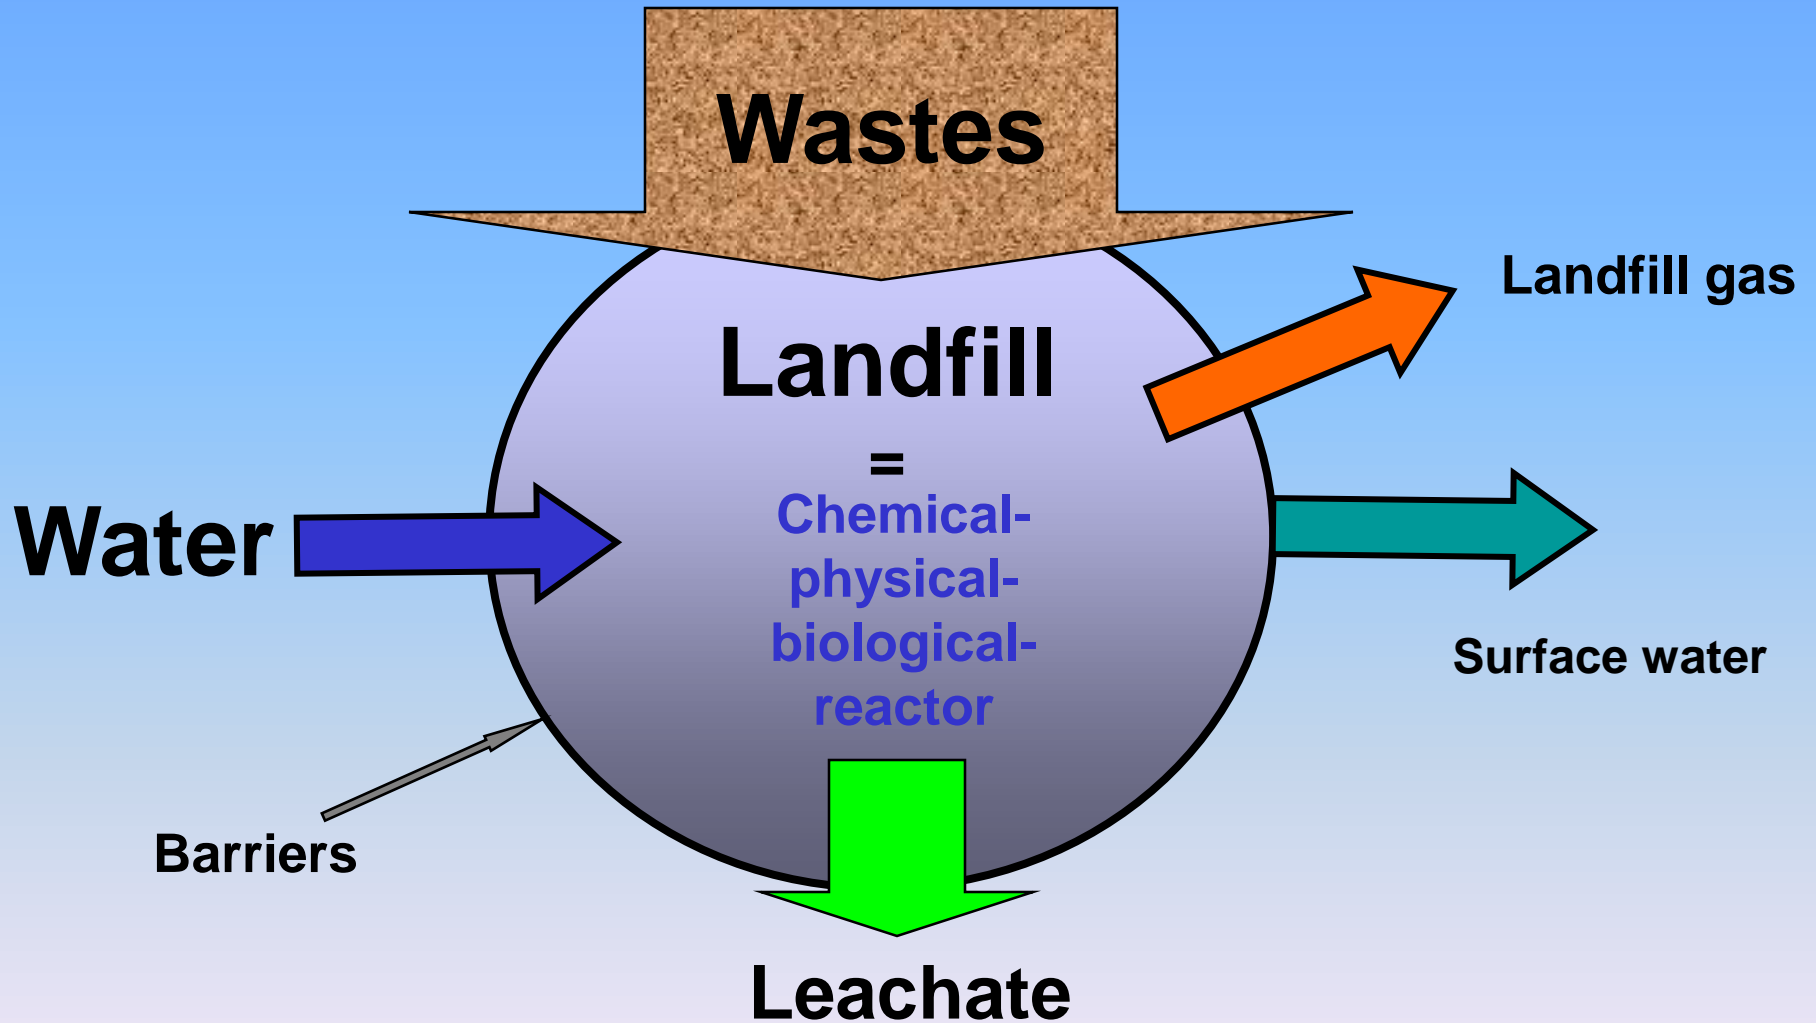 Wastes
Landfill gas
Landfill
=
Chemical-
physical-
biological-
reactor
Water
Surface water
Barriers
Leachate